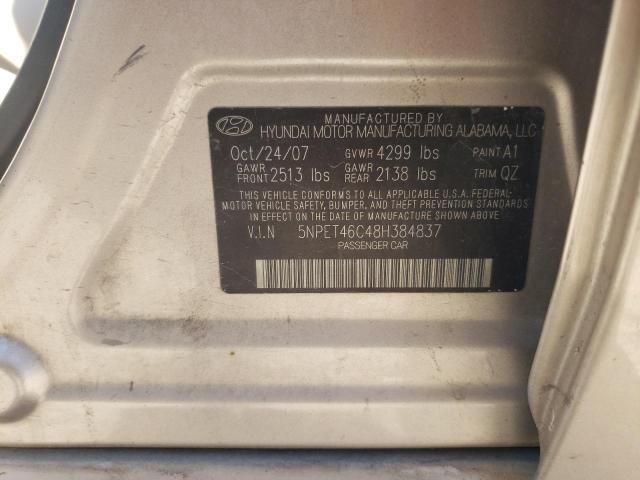 MANUFACTURED BY
HYUNDAI MOTOR MANUFACTURING ALABAMA, LLC
Oct/24/07 GVWR 4299 lbs PAINT A1
GAWR FRONT 2513 lbs GAWR REAR 2138 lbs TRIM QZ
THIS VEHICLE CONFORMS TO ALL APPLICABLE U.S.A. FEDERAL
MOTOR VEHICLE SAFETY, BUMPER, AND THEFT PREVENTION
STANDARDS IN EFFECT ON THE DATE OF MANUFACTURE SHOWN ABOVE.
V.I.N 5NPET46C48H384837
PASSENGER CAR